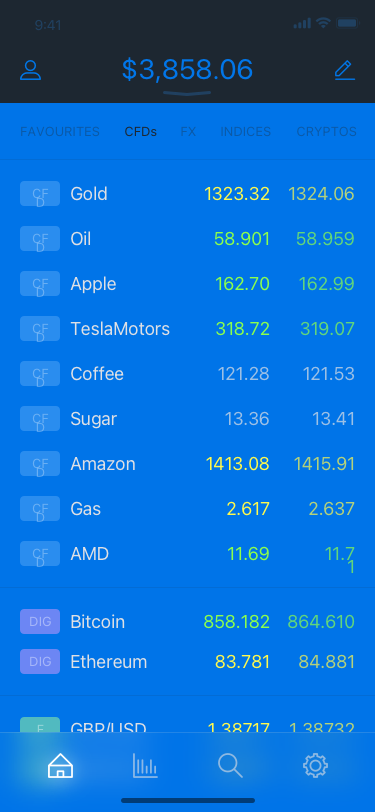 9:41
$3,858.06
FAVOURITES CFDs FX INDICES CRYPTOS
CFD Gold 1323.32 1324.06
CFD Oil 58.901 58.959
CFD Apple 162.70 162.99
CFD TeslaMotors 318.72 319.07
CFD Coffee 121.28 121.53
CFD Sugar 13.36 13.41
CFD Amazon 1413.08 1415.91
CFD Gas 2.617 2.637
CFD AMD 11.69 11.71
DIG Bitcoin 858.182 864.610
DIG Ethereum 83.781 84.881
F GBP/USD 1.38717 1.38732